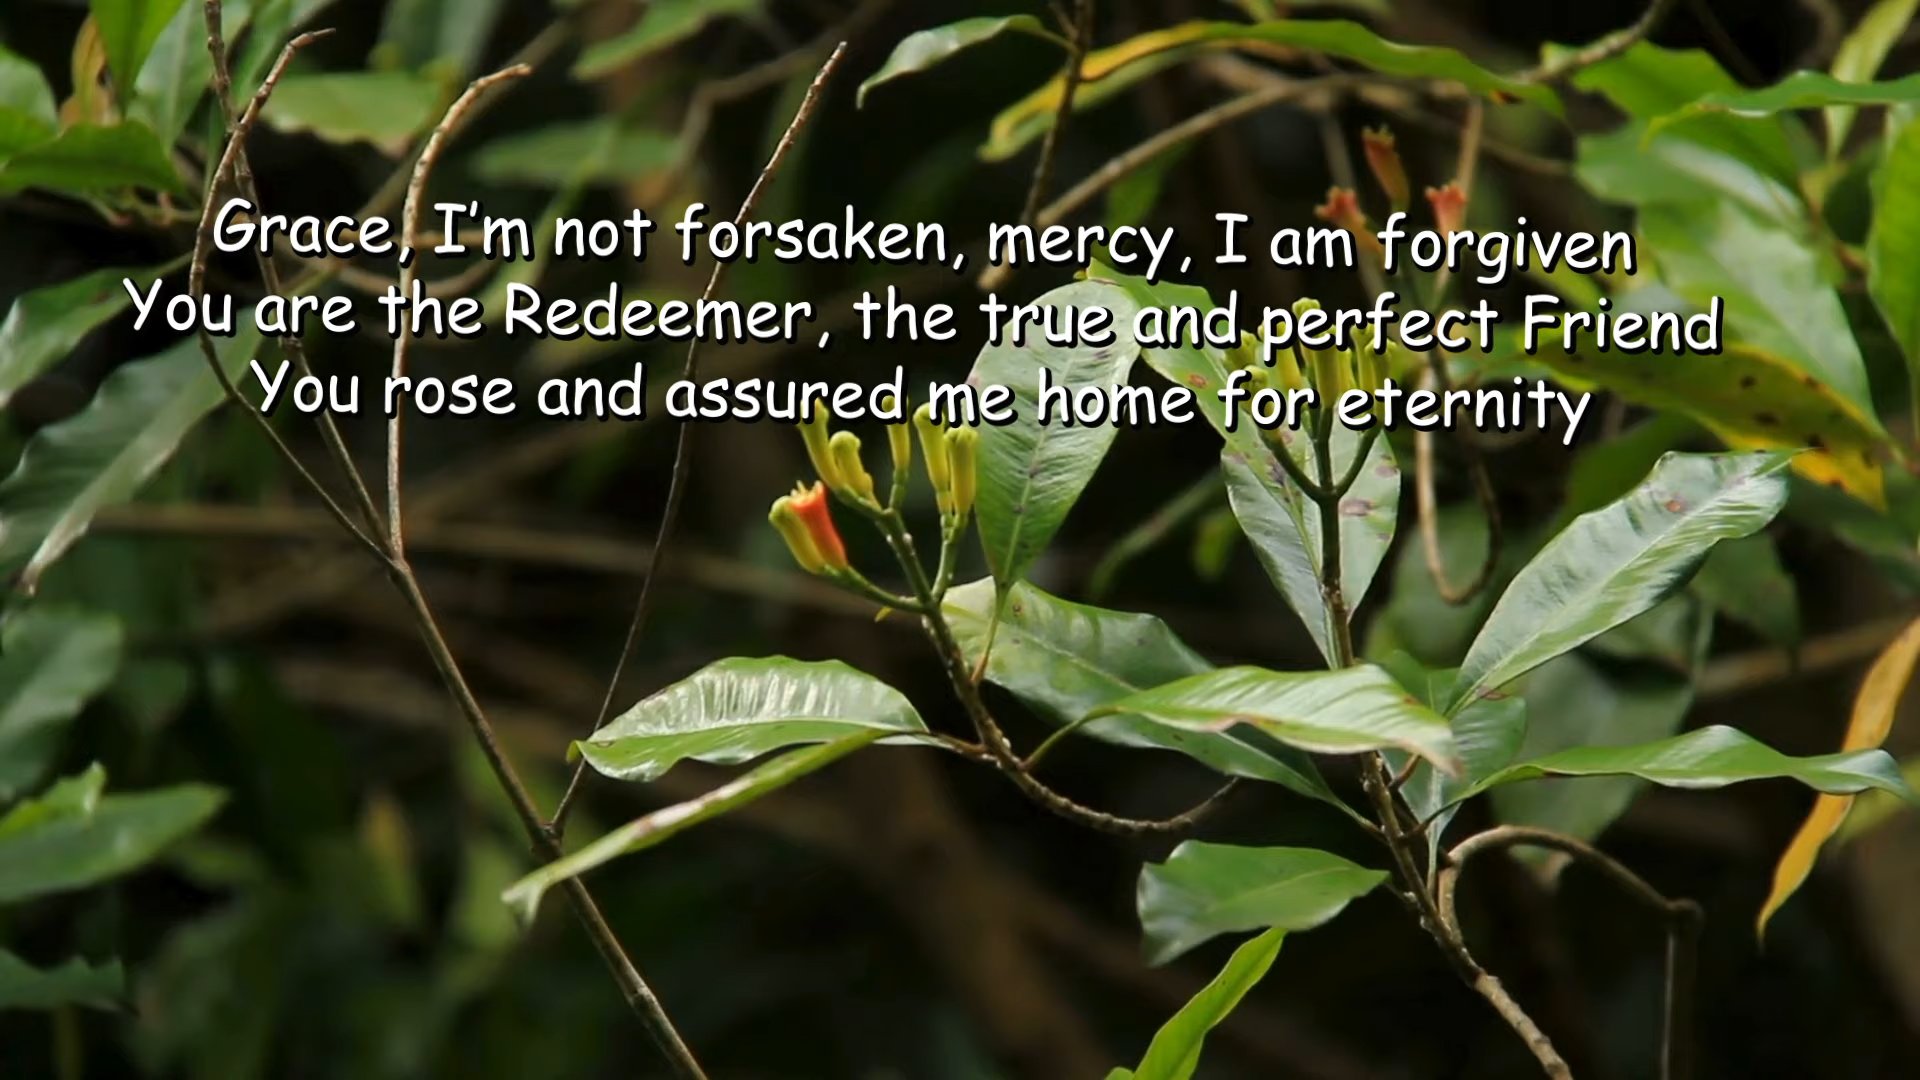 Grace, I'm not forsaken, mercy, I am forgiven
You are the Redeemer, the true and perfect Friend
You rose and assured me home for eternity